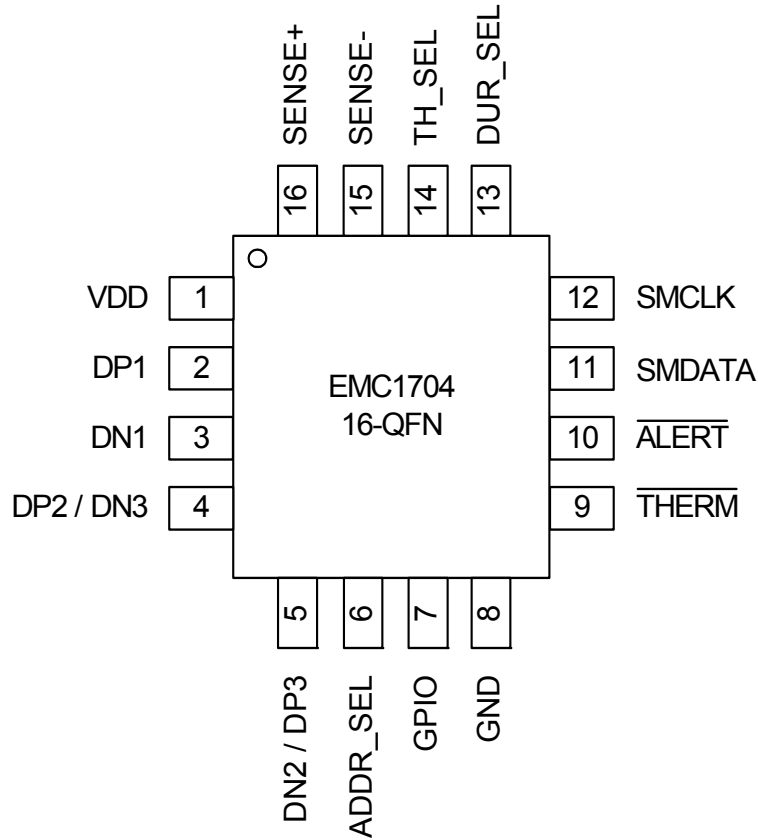 SENSE+
SENSE-
TH_SEL
DUR_SEL
16
15
14
13
VDD
1
12
SMCLK
DP1
2
11
SMDATA
EMC1704
16-QFN
DN1
3
10
ALERT
DP2 / DN3
4
9
THERM
5
6
7
8
DN2 / DP3
ADDR_SEL
GPIO
GND